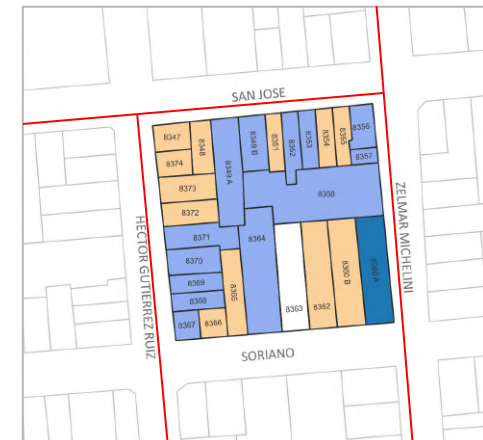 SAN JOSE
8347
8348
8349 A
8349 B
8351
8352
8353
8354
8355
8356
8357
8374
8373
8372
8358
8371
8364
8370
8369
8368
8367
8366
8365
8363
8362
8360 B
8360 A
HECTOR GUTIERREZ RUIZ
ZELMAR MICHELINI
SORIANO